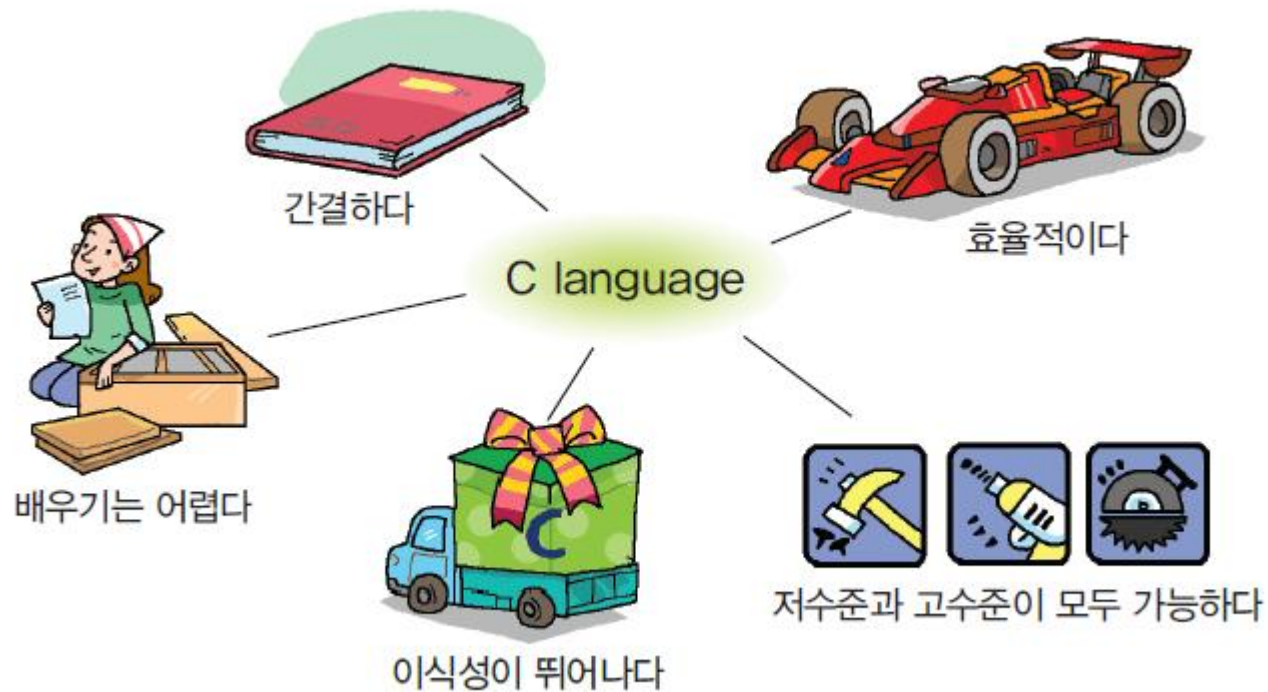 간결하다
효율적이다
C language
배우기는 어렵다
C
저수준과 고수준이 모두 가능하다
이식성이 뛰어나다